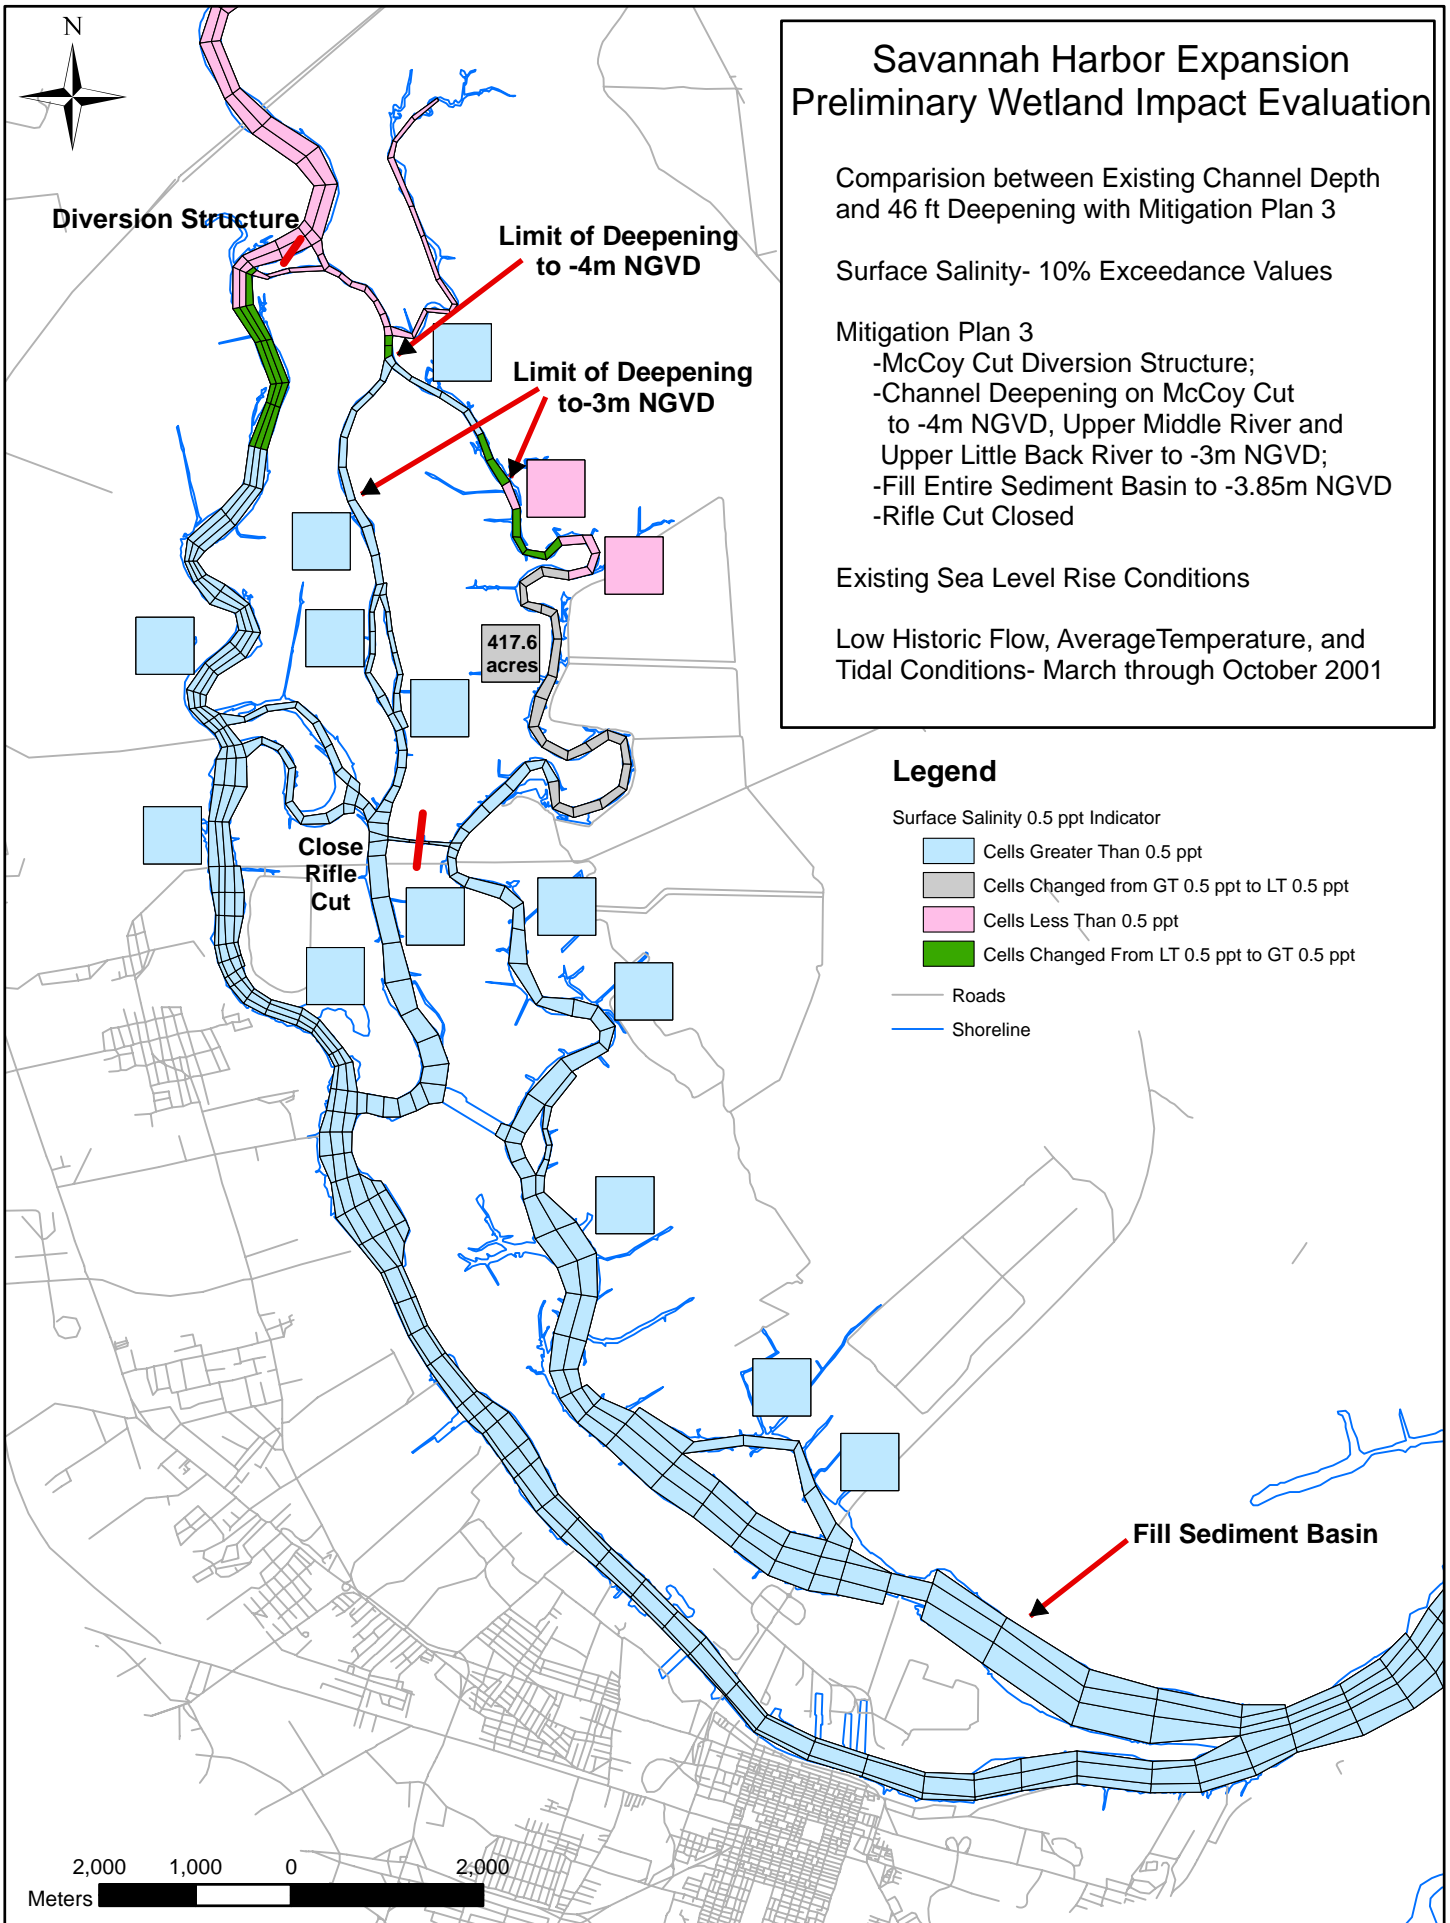 N
Savannah Harbor Expansion
Preliminary Wetland Impact Evaluation
Comparision between Existing Channel Depth
and 46 ft Deepening with Mitigation Plan 3
Surface Salinity- 10% Exceedance Values
Mitigation Plan 3
-McCoy Cut Diversion Structure;
-Channel Deepening on McCoy Cut
to -4m NGVD, Upper Middle River and
Upper Little Back River to -3m NGVD;
-Fill Entire Sediment Basin to -3.85m NGVD
-Rifle Cut Closed
Existing Sea Level Rise Conditions
Low Historic Flow, AverageTemperature, and
Tidal Conditions- March through October 2001
Diversion Structure
Limit of Deepening
to -4m NGVD
Limit of Deepening
to-3m NGVD
417.6
acres
Close
Rifle
Cut
Legend
Surface Salinity 0.5 ppt Indicator
Cells Greater Than 0.5 ppt
Cells Changed from GT 0.5 ppt to LT 0.5 ppt
Cells Less Than 0.5 ppt
Cells Changed From LT 0.5 ppt to GT 0.5 ppt
Roads
Shoreline
Fill Sediment Basin
2,000 1,000 0 2,000
Meters